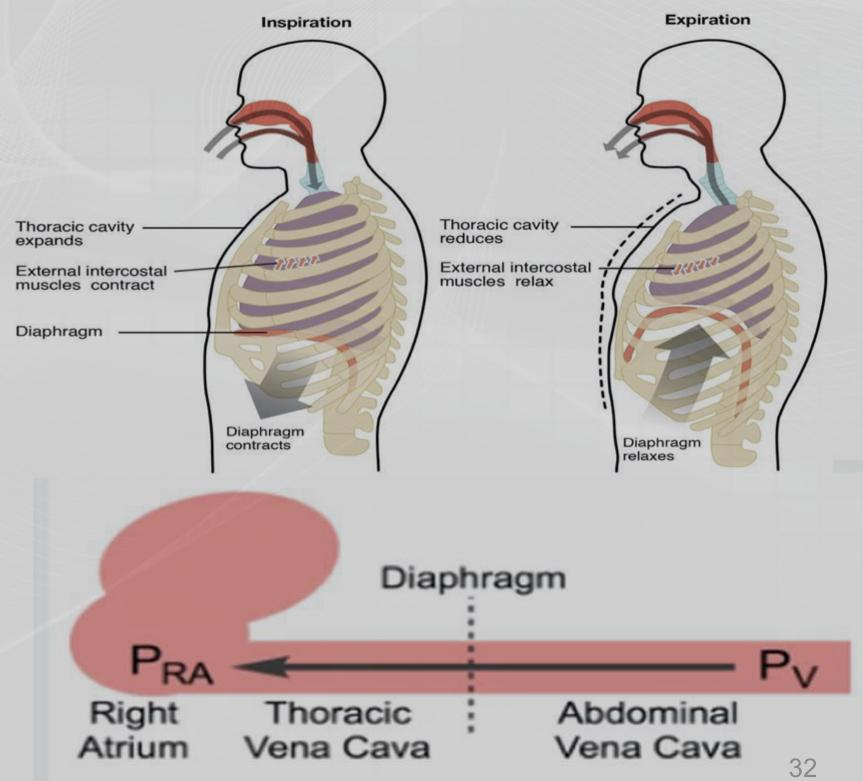 Inspiration
Expiration
Thoracic cavity
expands
External intercostal
muscles contract
Diaphragm
Diaphragm
contracts
Thoracic cavity
reduces
External intercostal
muscles relax
Diaphragm
relaxes
Diaphragm
PRA
PV
Right
Atrium
Thoracic
Vena Cava
Abdominal
Vena Cava
32